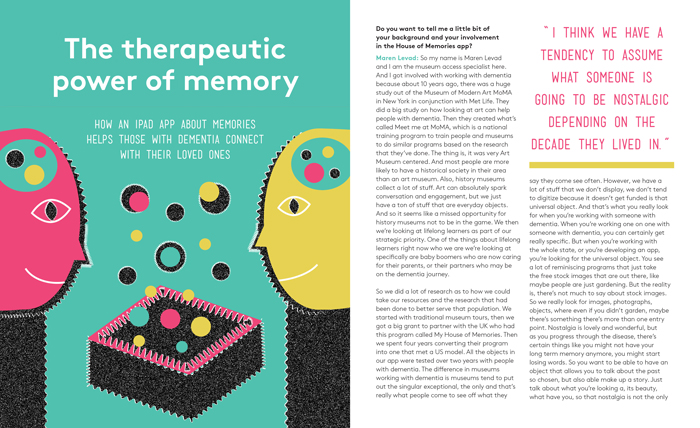 The therapeutic
power of memory
HOW AN IPAD APP ABOUT MEMORIES
HELPS THOSE WITH DEMENTIA CONNECT
WITH THEIR LOVED ONES
Do you want to tell me a little bit of
your background and your involvement
in the House of Memories app?
Maren Levad: So my name is Maren Levad
and I am the museum access specialist here.
And I got involved with working with dementia
because about 10 years ago, there was a huge
study out of the Museum of Modern Art MoMA
in New York in conjunction with Met Life. They
did a big study on how looking at art can help
people with dementia. Then they created what's
called Meet me at MoMA, which is a national
training program to train people and museums
to do similar programs based on the research
that they've done. The thing is, it was very Art
Museum centered. And most people are more
likely to have a historical society in their area
than an art museum. Also, history museums
collect a lot of stuff. Art can absolutely spark
conversation and engagement, but we just
have a ton of stuff that are everyday objects.
And so it seems like a missed opportunity for
history museums not to be in the game. We then
we're looking at lifelong learners as part of our
strategic priority. One of the things about lifelong
learners right now who we are we're looking at
specifically are baby boomers who are now caring
for their parents, or their partners who may be
on the dementia journey.
So we did a lot of research as to how we could
take our resources and the research that had
been done to better serve that population. We
started with traditional museum tours, then we
got a big grant to partner with the UK who had
this program called My House of Memories. Then
we spent four years converting their program
into one that met a US model. All the objects in
our app were tested over two years with people
with dementia. The difference in museums
working with dementia is museums tend to put
out the singular exceptional, the only and that's
really what people come to see off what they
"I THINK WE HAVE A
TENDENCY TO ASSUME
WHAT SOMEONE IS
GOING TO BE NOSTALGIC
DEPENDING ON THE
DECADE THEY LIVED IN."
say they come see often. However, we have a
lot of stuff that we don't display, we don't tend
to digitize because it doesn't get funded is that
universal object. And that's what you really look
for when you're working with someone with
dementia. When you're working one on one with
someone with dementia, you can certainly get
really specific. But when you're working with
the whole state, or you're developing an app,
you're looking for the universal object. You see
a lot of reminiscing programs that just take
the free stock images that are out there, like
maybe people are just gardening. But the reality
is, there's not much to say about stock images.
So we really look for images, photographs,
objects, where even if you didn't garden, maybe
there's something there's more than one entry
point. Nostalgia is lovely and wonderful, but
as you progress through the disease, there's
certain things like you might not have your
long term memory anymore, you might start
losing words. So you want to be able to have an
object that allows you to talk about the past
so chosen, but also able make up a story. Just
talk about what you're looking a, its beauty,
what have you, so that nostalgia is not the only